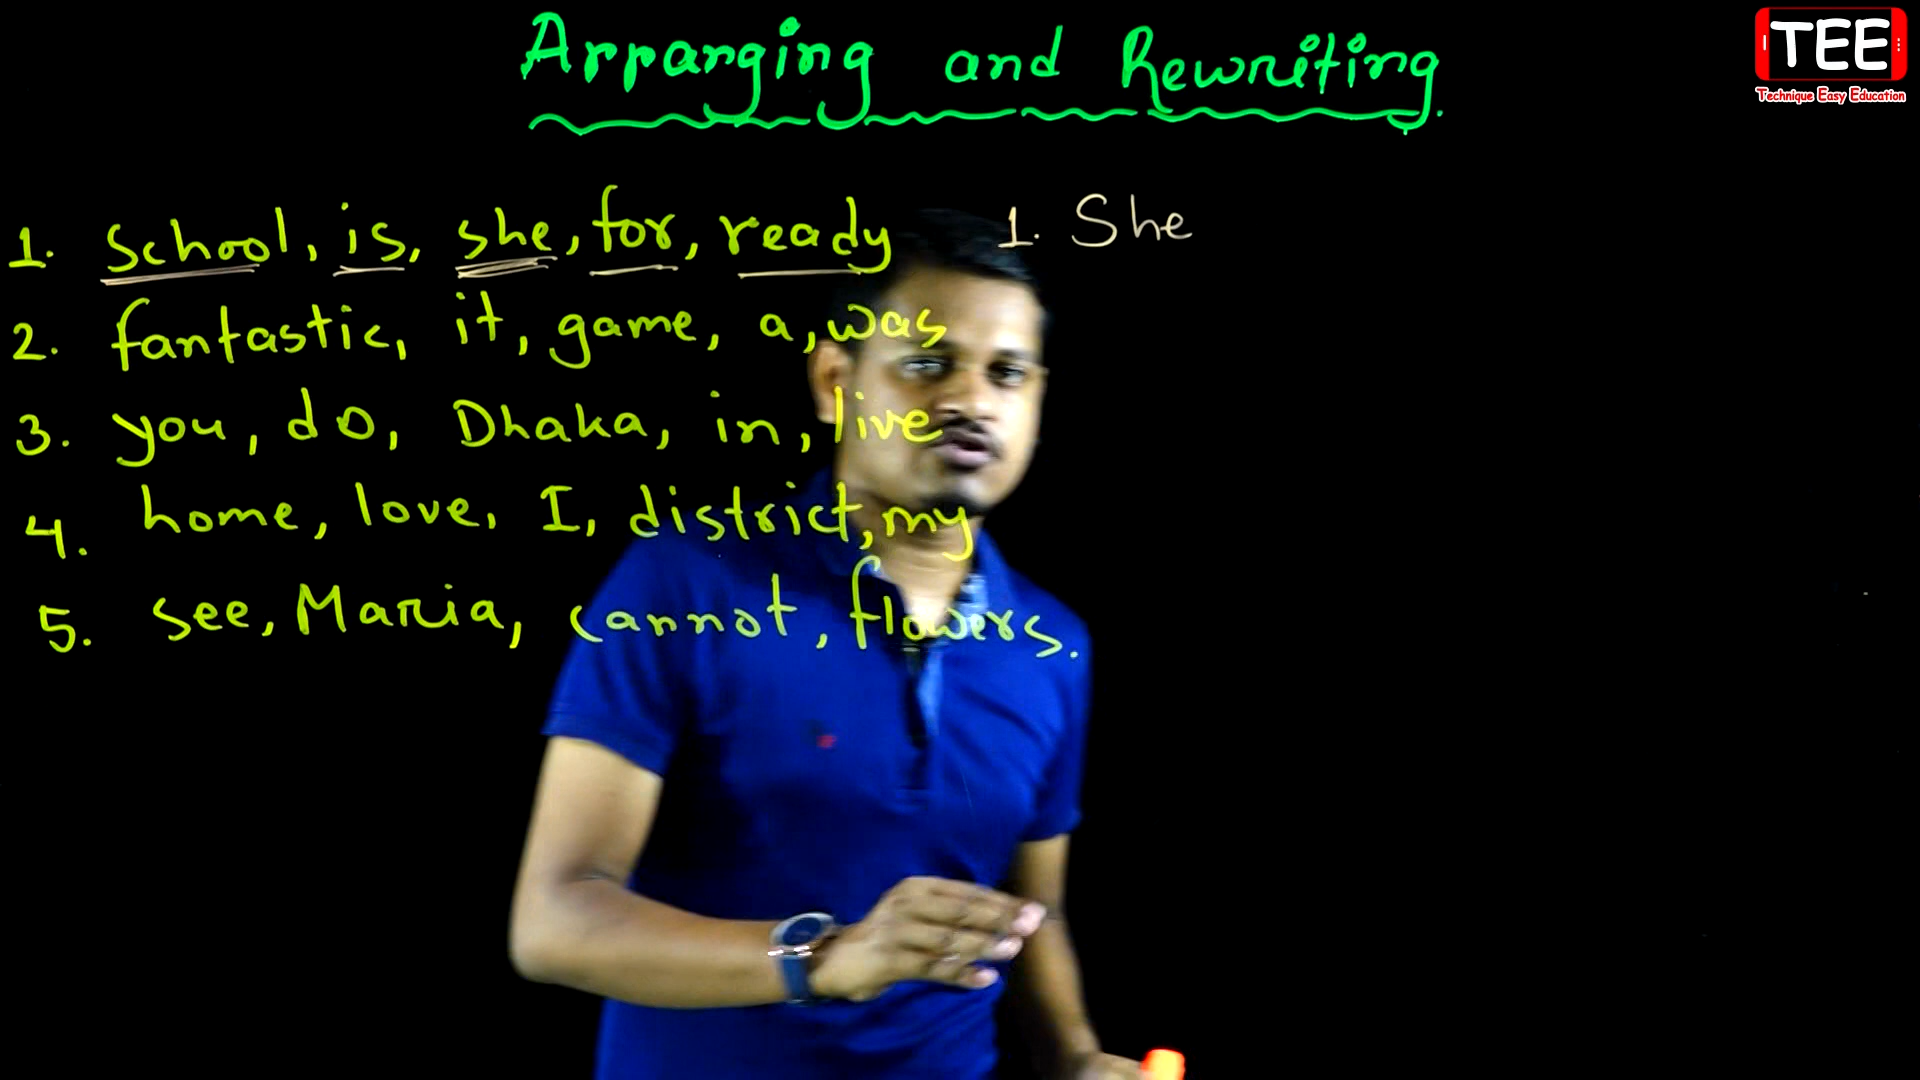 Arranging and Rewriting.
TEE
Technique Easy Education
1. School, is, she, for, ready
1. She
2. fantastic, it, game, a, was
3. you, do, Dhaka, in, live
4. home, love, I, district, my
5. see, Maria, cannot, flowers.